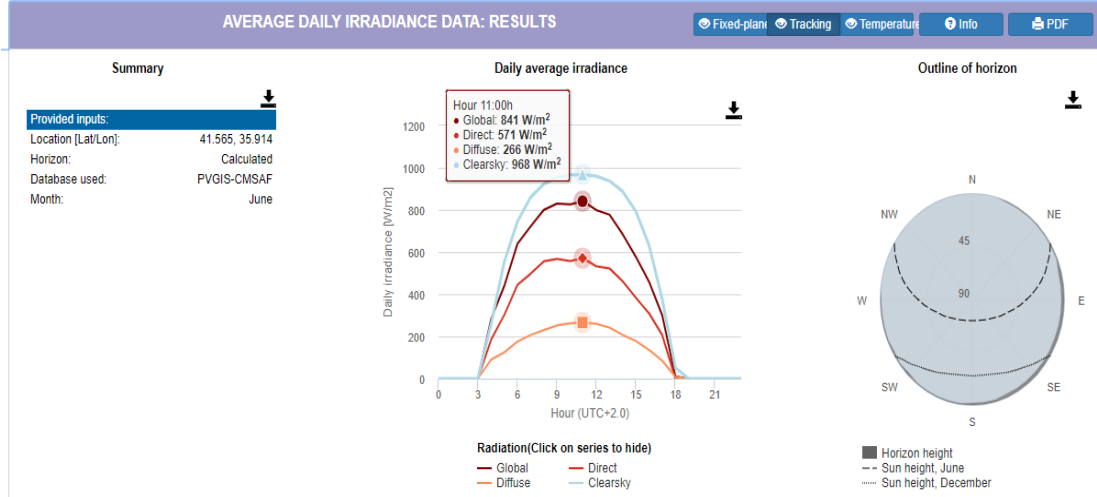 AVERAGE DAILY IRRADIANCE DATA: RESULTS
Fixed-plane Tracking Temperature Info PDF
Summary
Provided inputs:
Location [Lat/Lon]: 41.565, 35.914
Horizon: Calculated
Database used: PVGIS-CMSAF
Month: June
Daily average irradiance
Hour 11:00h
Global: 841 W/m2
Direct: 571 W/m2
Diffuse: 266 W/m2
Clearsky: 968 W/m2
Daily irradiance [W/m2]
1200
1000
800
600
400
200
0
0 3 6 9 12 15 18 21
Hour (UTC+2.0)
Radiation(Click on series to hide)
Global Direct
Diffuse Clearsky
Outline of horizon
N
NW NE
45
W 90 E
SW SE
S
Horizon height
Sun height, June
Sun height, December